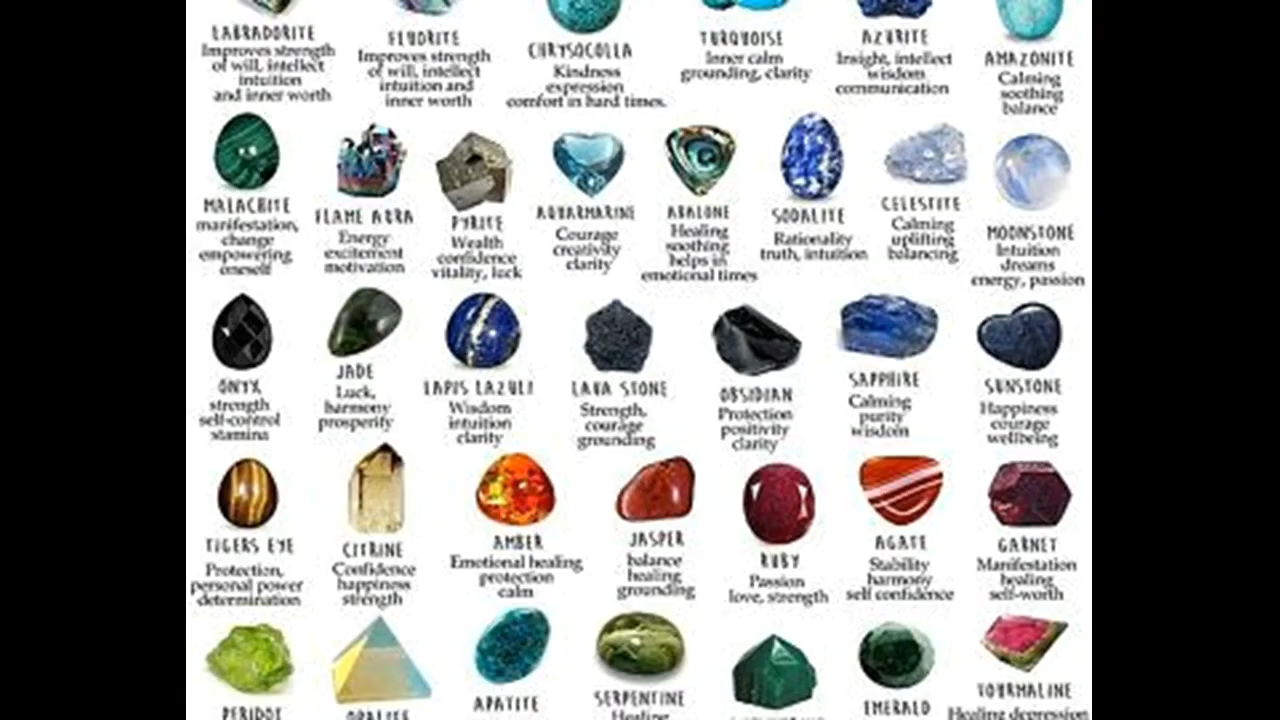 LABRADORITE
Improves strength
of will, intellect
intuition
and inner worth
FLUORITE
Improves strength
of will, intellect
intuition and
inner worth
CHRYSOCOLLA
Kindness
expression
comfort in hard times.
TURQUOISE
Inner calm
grounding, clarity
AZURITE
Insight, intellect
wisdom
communication
AMAZONITE
Calming
soothing
balance
MALACHITE
manifestation,
change
empowering
oneself
FLAME AURA
Energy
excitement
motivation
PYRITE
Wealth
confidence
vitality, luck
AQUARMARINE
Courage
creativity
clarity
ABALONE
Healing
soothing
helps in
emotional times
SODALITE
Rationality
truth, intuition
CELESTITE
Calming
uplifting
balancing
MOONSTONE
Intuition
dreams
energy, passion
ONYX
strength
self-control
stamina
JADE
Luck,
harmony
prosperity
LAPIS LAZULI
Wisdom
intuition
clarity
LAVA STONE
Strength,
courage
grounding
OBSIDIAN
Protection
positivity
clarity
SAPPHIRE
Calming
purity
wisdom
SUNSTONE
Happiness
courage
wellbeing
TIGERS EYE
Protection,
personal power
determination
CITRINE
Confidence
happiness
strength
AMBER
Emotional healing
protection
calm
JASPER
balance
healing
grounding
RUBY
Passion
love, strength
AGATE
Stability
harmony
self confidence
GARNET
Manifestation
healing
self-worth
PERIDOT
OPALITE
APATITE
SERPENTINE
Healing
EMERALD
TOURMALINE
Healing depression